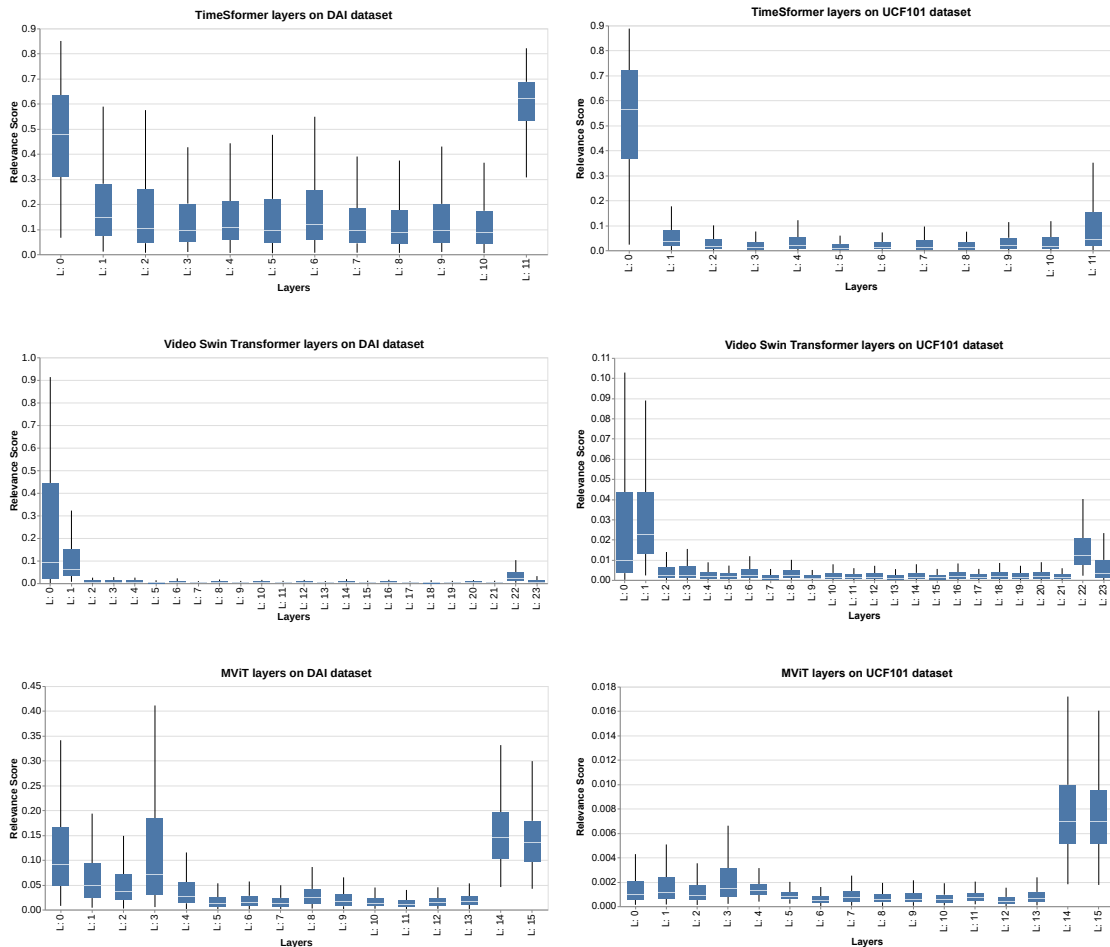 TimeSformer layers on DAI dataset
0.9
0.8
0.7
0.6
0.5
0.4
0.3
0.2
0.1
0.0
Relevance Score
L: 0
L: 1
L: 2
L: 3
L: 4
L: 5
L: 6
L: 7
L: 8
L: 9
L: 10
L: 11
Layers
TimeSformer layers on UCF101 dataset
0.9
0.8
0.7
0.6
0.5
0.4
0.3
0.2
0.1
0.0
Relevance Score
L: 0
L: 1
L: 2
L: 3
L: 4
L: 5
L: 6
L: 7
L: 8
L: 9
L: 10
L: 11
Layers
Video Swin Transformer layers on DAI dataset
1.0
0.9
0.8
0.7
0.6
0.5
0.4
0.3
0.2
0.1
0.0
Relevance Score
L: 0
L: 1
L: 2
L: 3
L: 4
L: 5
L: 6
L: 7
L: 8
L: 9
L: 10
L: 11
L: 12
L: 13
L: 14
L: 15
L: 16
L: 17
L: 18
L: 19
L: 20
L: 21
L: 22
L: 23
Layers
Video Swin Transformer layers on UCF101 dataset
0.11
0.10
0.09
0.08
0.07
0.06
0.05
0.04
0.03
0.02
0.01
0.00
Relevance Score
L: 0
L: 1
L: 2
L: 3
L: 4
L: 5
L: 6
L: 7
L: 8
L: 9
L: 10
L: 11
L: 12
L: 13
L: 14
L: 15
L: 16
L: 17
L: 18
L: 19
L: 20
L: 21
L: 22
L: 23
Layers
MViT layers on DAI dataset
0.45
0.40
0.35
0.30
0.25
0.20
0.15
0.10
0.05
0.00
Relevance Score
L: 0
L: 1
L: 2
L: 3
L: 4
L: 5
L: 6
L: 7
L: 8
L: 9
L: 10
L: 11
L: 12
L: 13
L: 14
L: 15
Layers
MViT layers on UCF101 dataset
0.018
0.016
0.014
0.012
0.010
0.008
0.006
0.004
0.002
0.000
Relevance Score
L: 0
L: 1
L: 2
L: 3
L: 4
L: 5
L: 6
L: 7
L: 8
L: 9
L: 10
L: 11
L: 12
L: 13
L: 14
L: 15
Layers